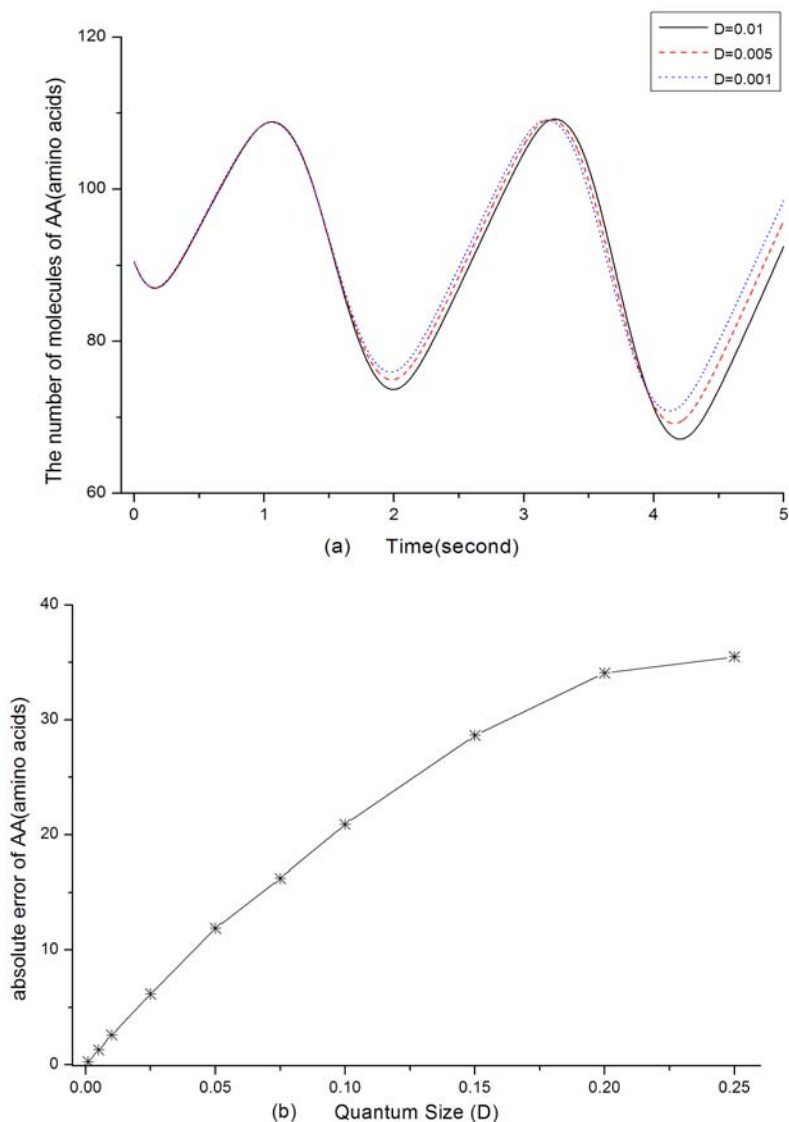 120
100
80
60
The number of molecules of AA(amino acids)
D=0.01
D=0.005
D=0.001
0 1 2 3 4 5
(a) Time(second)
40
30
20
10
0
absolute error of AA(amino acids)
0.00 0.05 0.10 0.15 0.20 0.25
(b) Quantum Size (D)